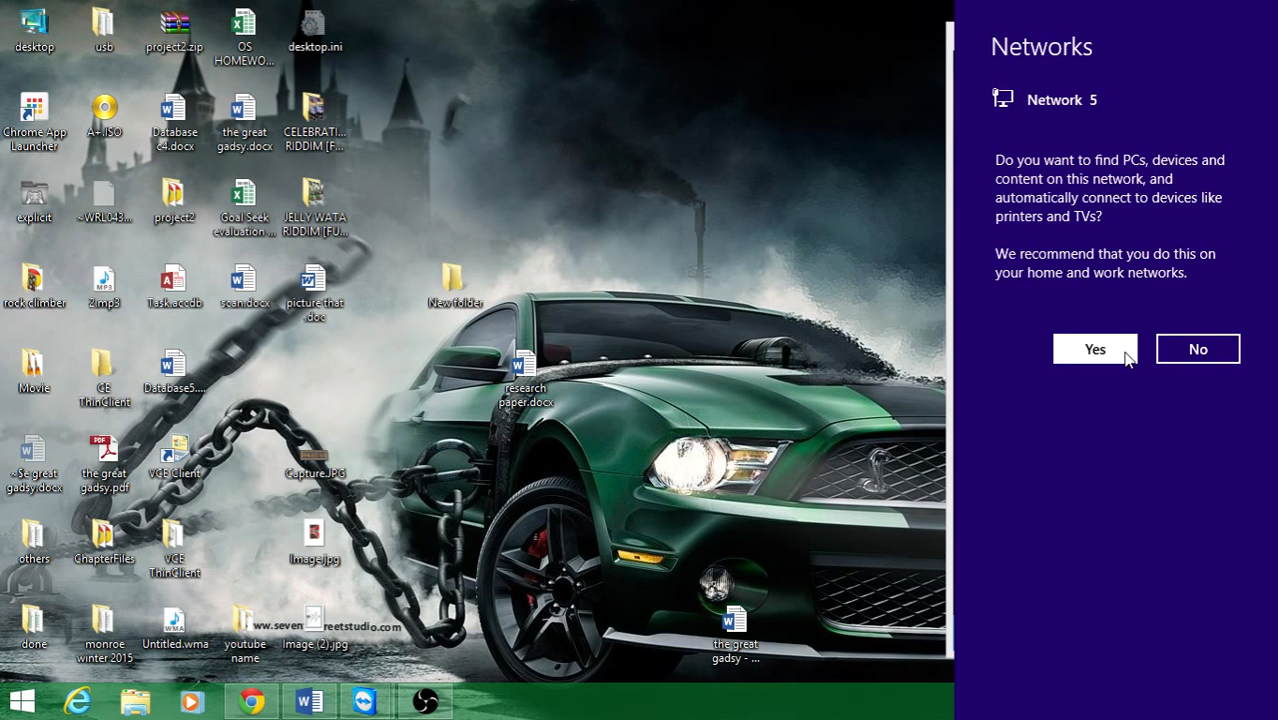 desktop
usb
project2.zip
OS
HOMEWO...
desktop.ini
Chrome App
Launcher
A+.ISO
Database
c4.docx
the great
gadsy.docx
CELEBRATI...
RIDDIM [F...
explicit
~WRL043...
project2
Goal Seek
evaluation ...
JELLY WATA
RIDDIM [FU...
rock climber
2.mp3
MP3
Task.accdb
scan.docx
picture that
.doc
New folder
Movie
CE
ThinClient
Database5....
research
paper.docx
~$e great
gadsy.docx
PDF
the great
gadsy.pdf
VCE Client
Capture.JPG
others
ChapterFiles
VCE
ThinClient
Image.jpg
done
monroe
winter 2015
WMA
Untitled.wma
youtube
name
Image (2).jpg
the great
gadsy - ...
Networks
Network 5
Do you want to find PCs, devices and
content on this network, and
automatically connect to devices like
printers and TVs?
We recommend that you do this on
your home and work networks.
Yes
No